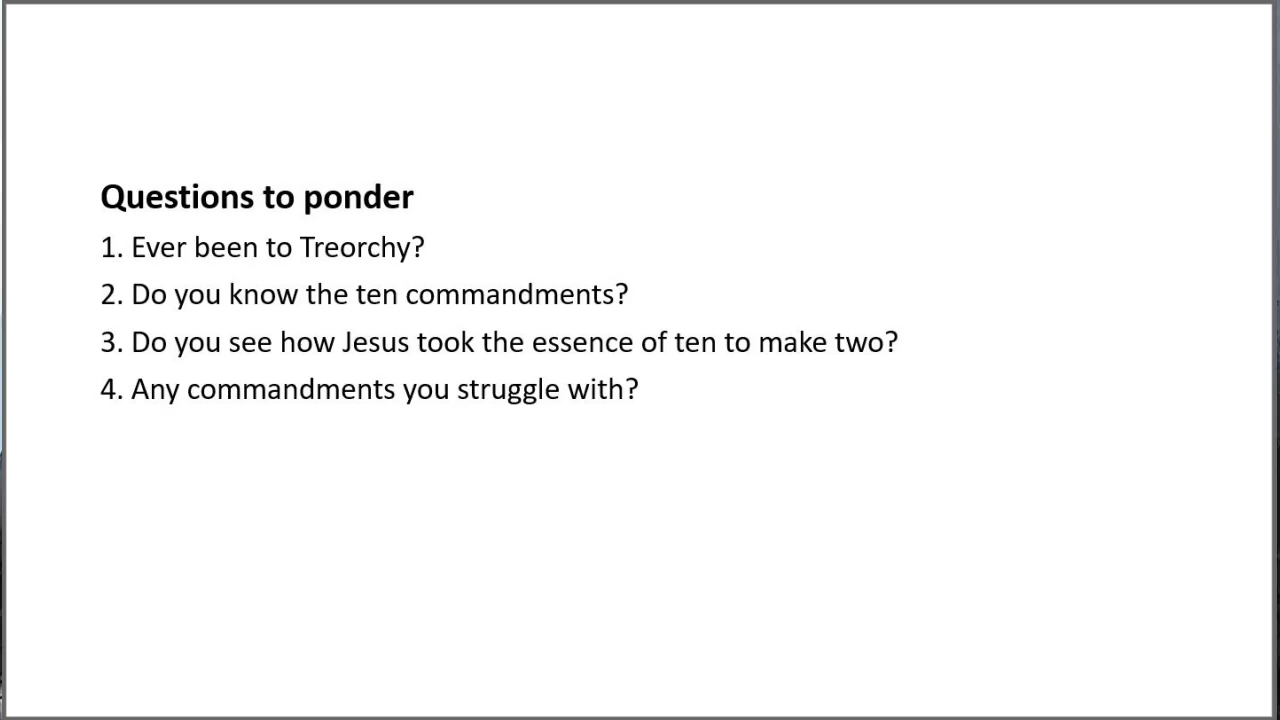 Questions to ponder
1. Ever been to Treorchy?
2. Do you know the ten commandments?
3. Do you see how Jesus took the essence of ten to make two?
4. Any commandments you struggle with?